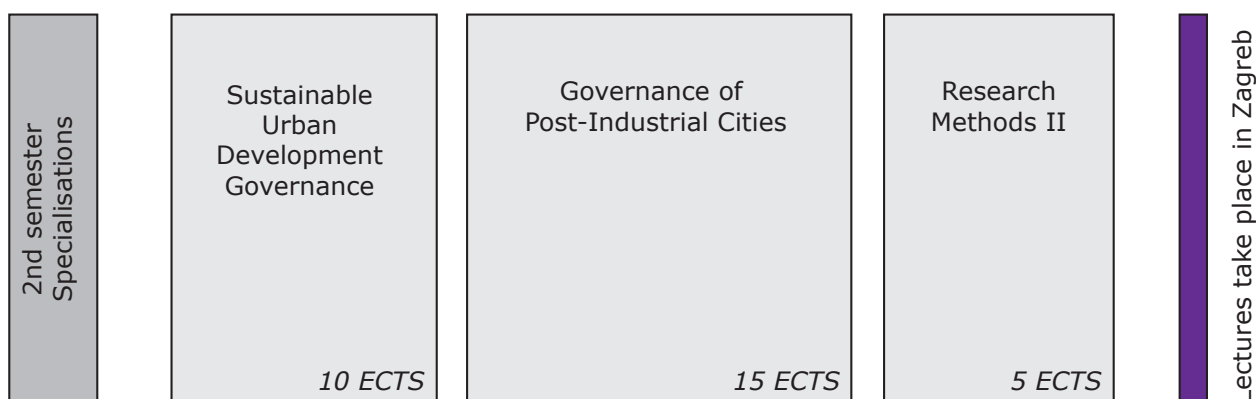 2nd semester
Specialisations
Sustainable
Urban
Development
Governance
10 ECTS
Governance of
Post-Industrial Cities
15 ECTS
Research
Methods II
5 ECTS
Lectures take place in Zagreb